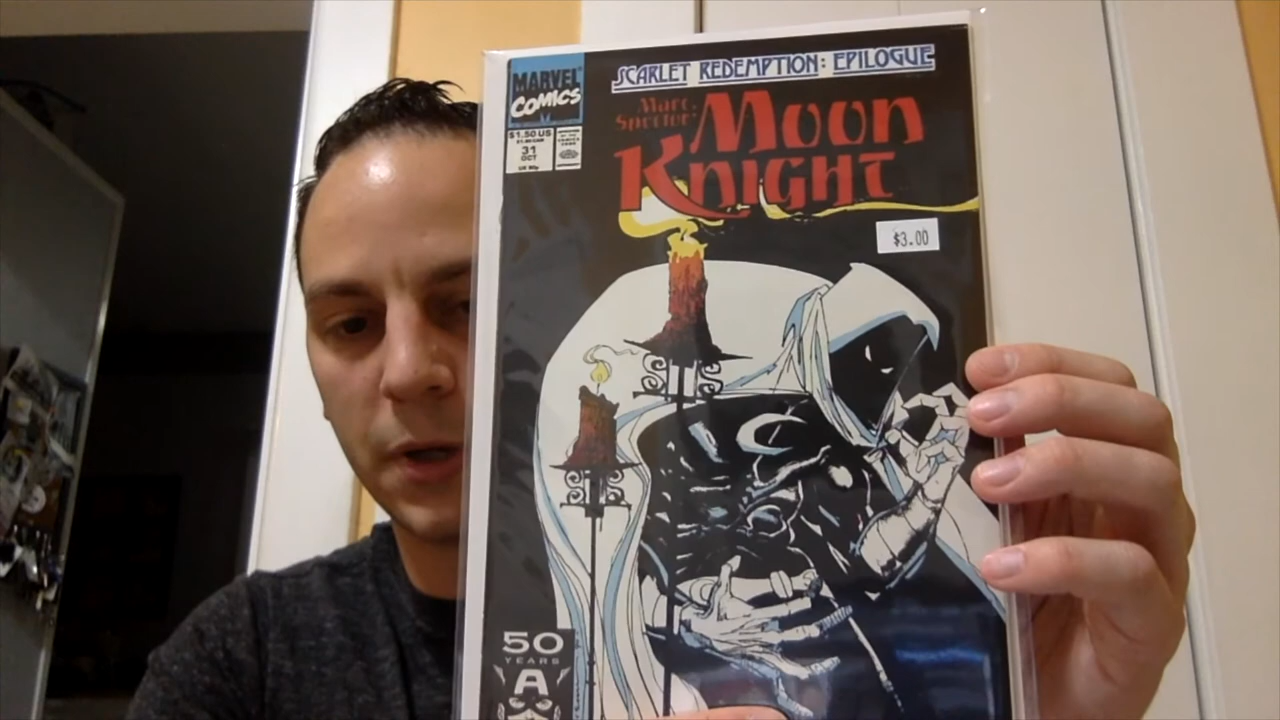 SCARLET REDEMPTION: EPILOGUE
MARVEL
COMICS
Marc
Spector:
MOON
KNIGHT
$1.50 US
31
OCT
$3.00
50
YEARS